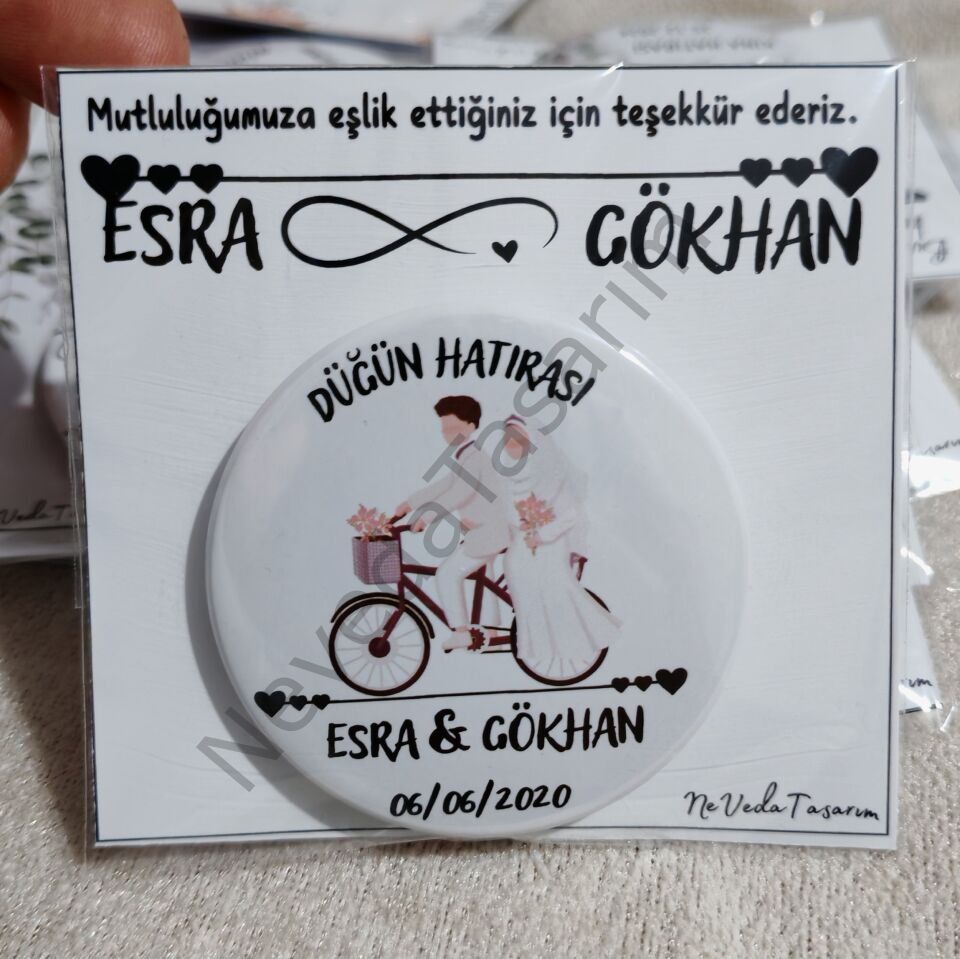 Mutluluğumuza eşlik ettiğiniz için teşekkür ederiz.
ESRA GÖKHAN
DÜĞÜN HATIRASI
ESRA & GÖKHAN
06/06/2020
NeVedaTasarım
NevedaTasarım